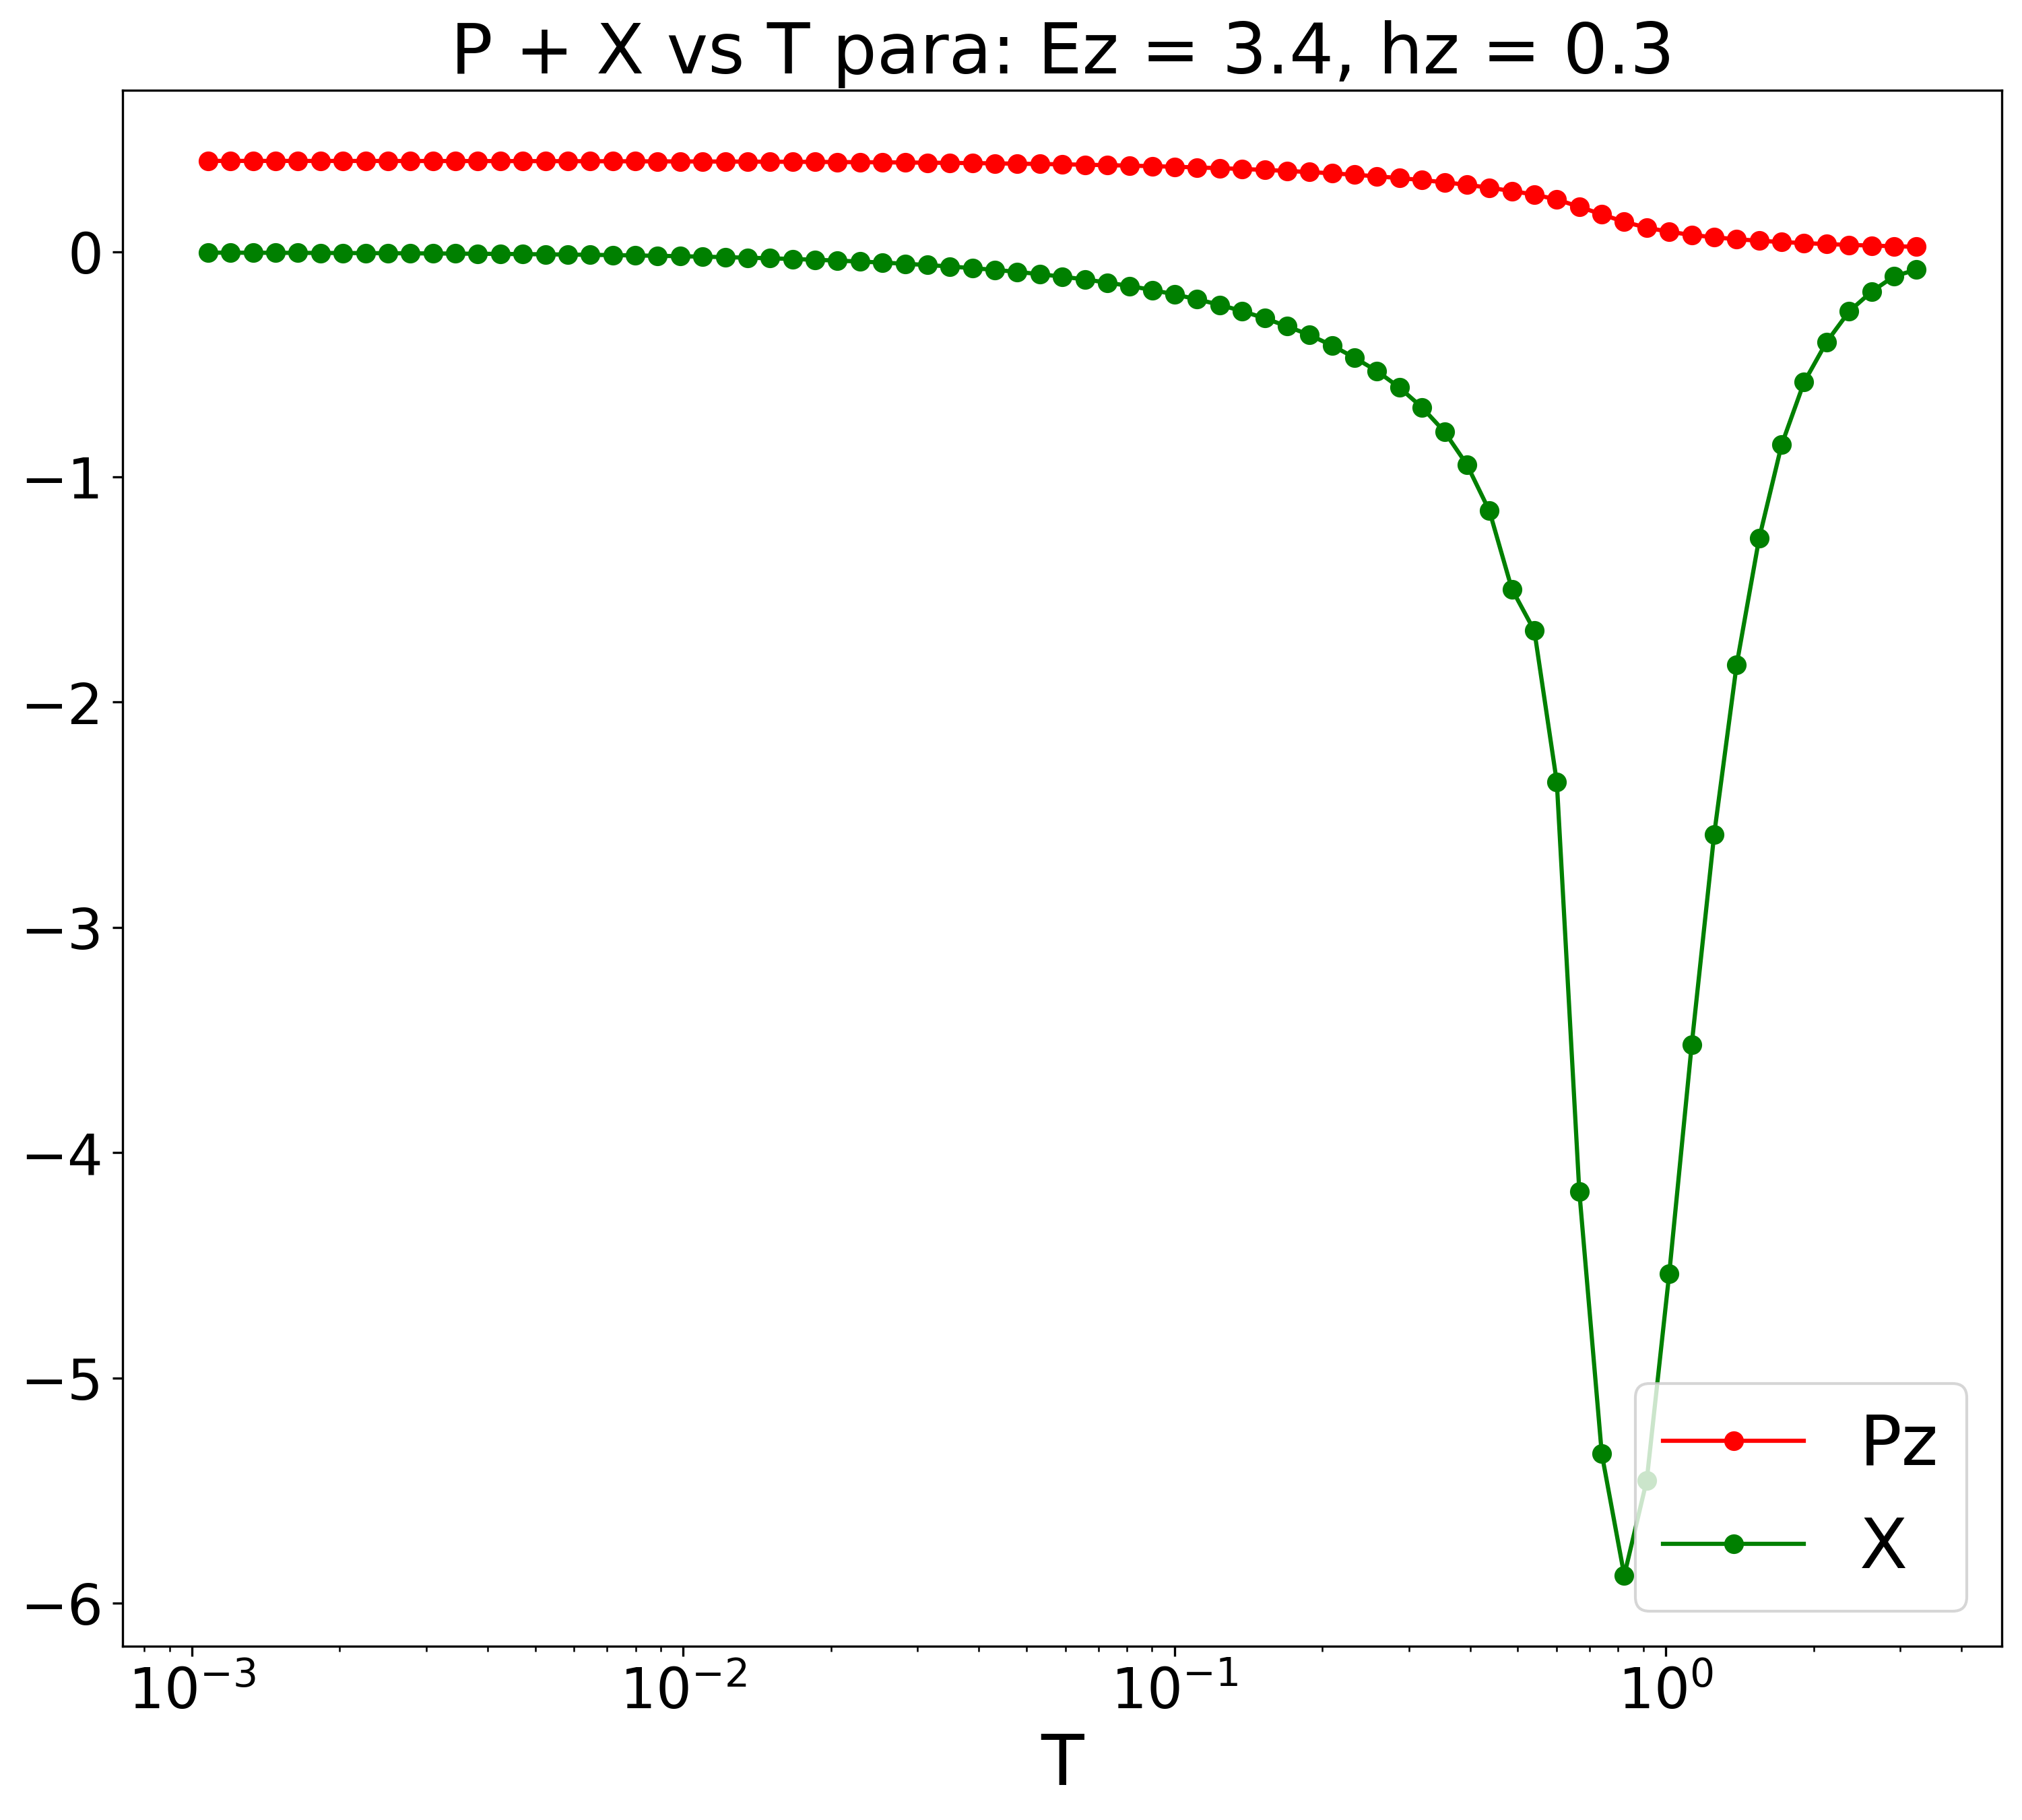 P + X vs T para: Ez = 3.4, hz = 0.3
0
−1
−2
−3
−4
−5
−6
Pz
X
10⁻³ 10⁻² 10⁻¹ 10⁰
T